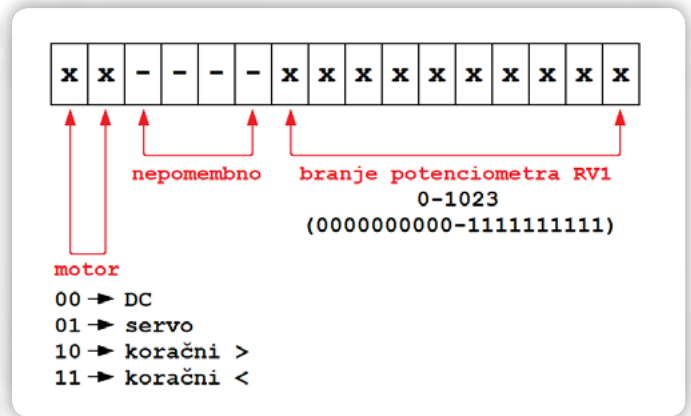 x x - - - - x x x x x x x x x x
nepomembno branje potenciometra RV1
0-1023
(0000000000-1111111111)
motor
00 → DC
01 → servo
10 → koračni >
11 → koračni <